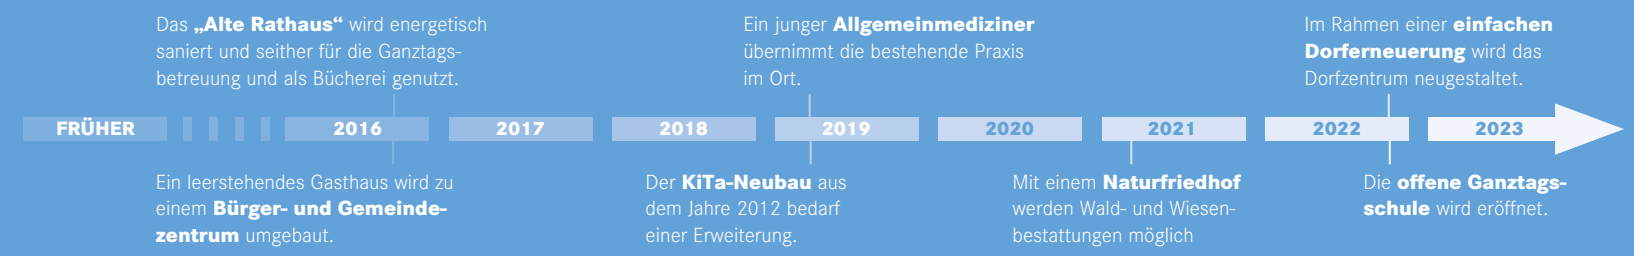 Das „Alte Rathaus“ wird energetisch
saniert und seither für die Ganztags-
betreuung und als Bücherei genutzt.
Ein junger Allgemeinmediziner
übernimmt die bestehende Praxis
im Ort.
Im Rahmen einer einfachen
Dorferneuerung wird das
Dorfzentrum neugestaltet.
FRÜHER 2016 2017 2018 2019 2020 2021 2022 2023
Ein leerstehendes Gasthaus wird zu
einem Bürger- und Gemeinde-
zentrum umgebaut.
Der KiTa-Neubau aus
dem Jahre 2012 bedarf
einer Erweiterung.
Mit einem Naturfriedhof
werden Wald- und Wiesen-
bestattungen möglich
Die offene Ganztags-
schule wird eröffnet.